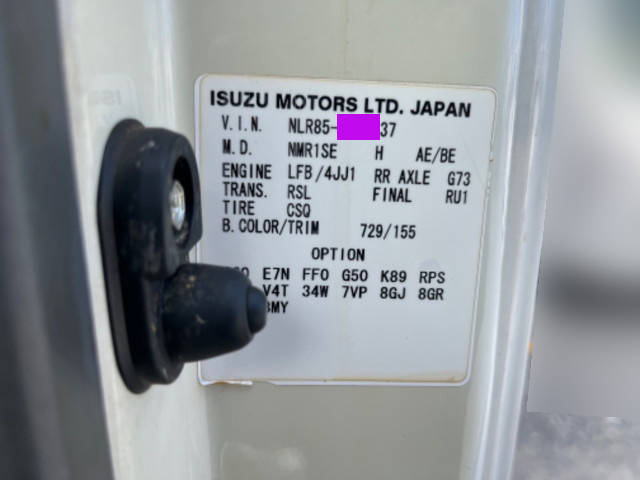 ISUZU MOTORS LTD. JAPAN
V.I.N. NLR85- 37
M.D. NMR1SE H AE/BE
ENGINE LFB/4JJ1 RR AXLE G73
TRANS. RSL FINAL RU1
TIRE CSQ
B.COLOR/TRIM 729/155
OPTION
E7N FF0 G50 K89 RPS
V4T 34W 7VP 8GJ 8GR